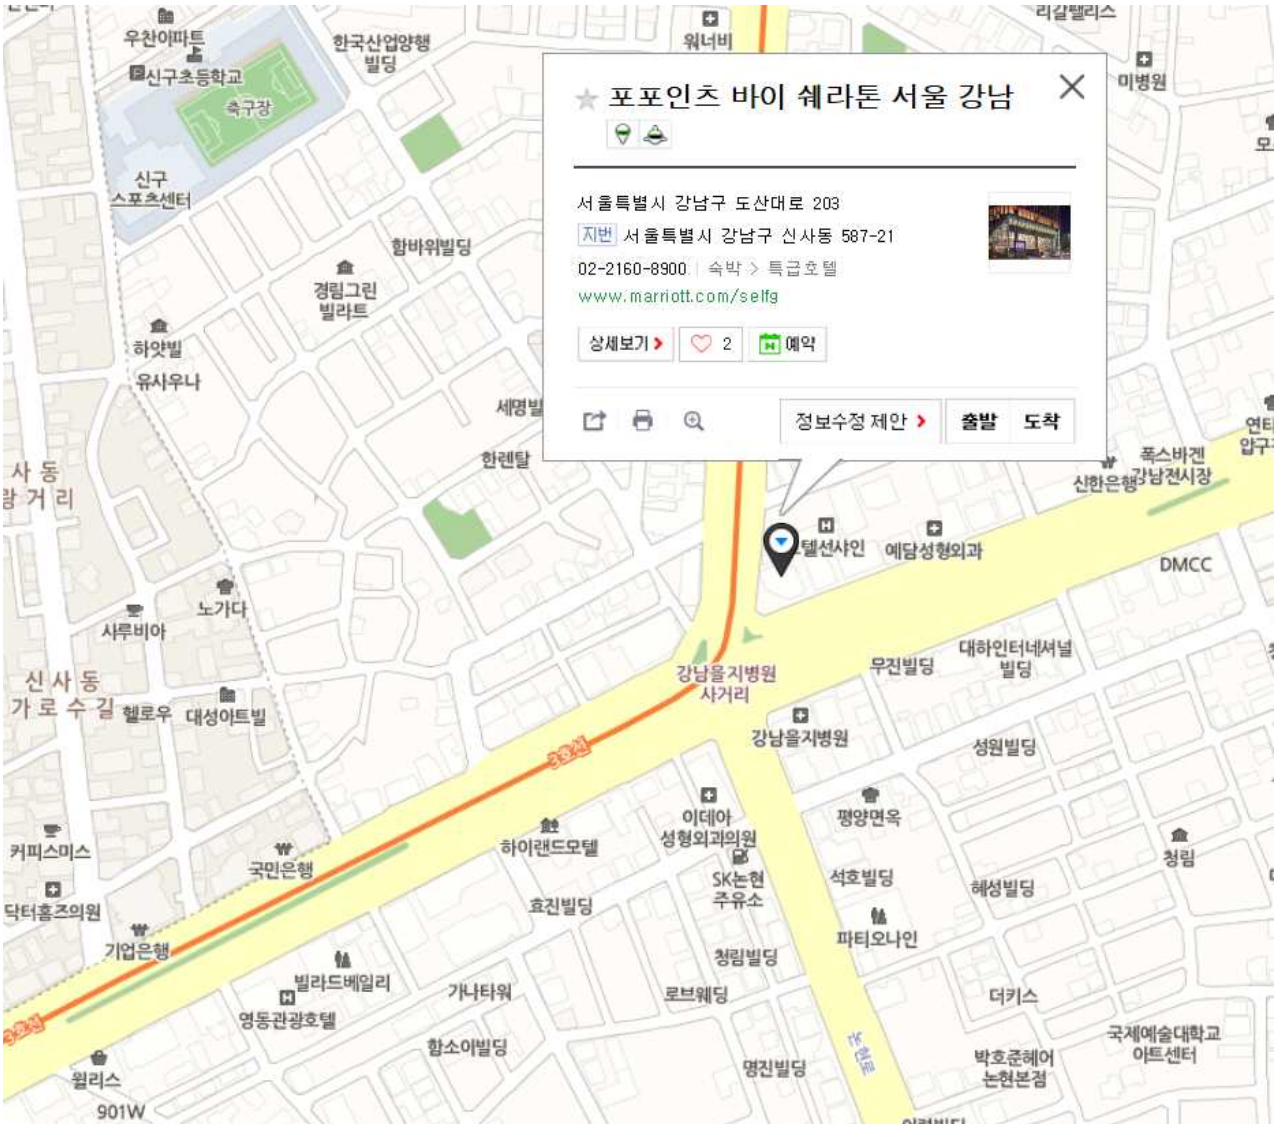 우찬아파트
신구초등학교
축구장
한국산업양행
빌딩
워너비
리갈팰리스
미병원
포포인츠 바이 쉐라톤 서울 강남
서울특별시 강남구 도산대로 203
지번 서울특별시 강남구 신사동 587-21
02-2160-8900 | 숙박 > 특급호텔
www.marriott.com/selfg
상세보기 > 2 예약
정보수정 제안 > 출발 도착
신구
스포츠센터
함바위빌딩
경림그린
빌라트
하얏빌
유사우나
세명빌
한렌탈
사 동
랑 거 리
폭스바겐
강남전시장
신한은행
연타
압구
텔선샤인
예담성형외과
DMCC
노가다
사루비아
신 사 동
가 로 수 길
헬로우
대성아트빌
강남을지병원
사거리
무진빌딩
대하인터네셔널
빌딩
강남을지병원
성원빌딩
3호선
이데아
성형외과의원
평양면옥
하이랜드모텔
커피스미스
국민은행
닥터홈즈의원
SK논현
주유소
석호빌딩
혜성빌딩
청림
효진빌딩
기업은행
파티오나인
빌라드베일리
청림빌딩
가나타워
로브웨딩
더키스
영동관광호텔
3호선
함소아빌딩
논현로
명진빌딩
국제예술대학교
아트센터
박호준헤어
논현본점
윌리스
901W